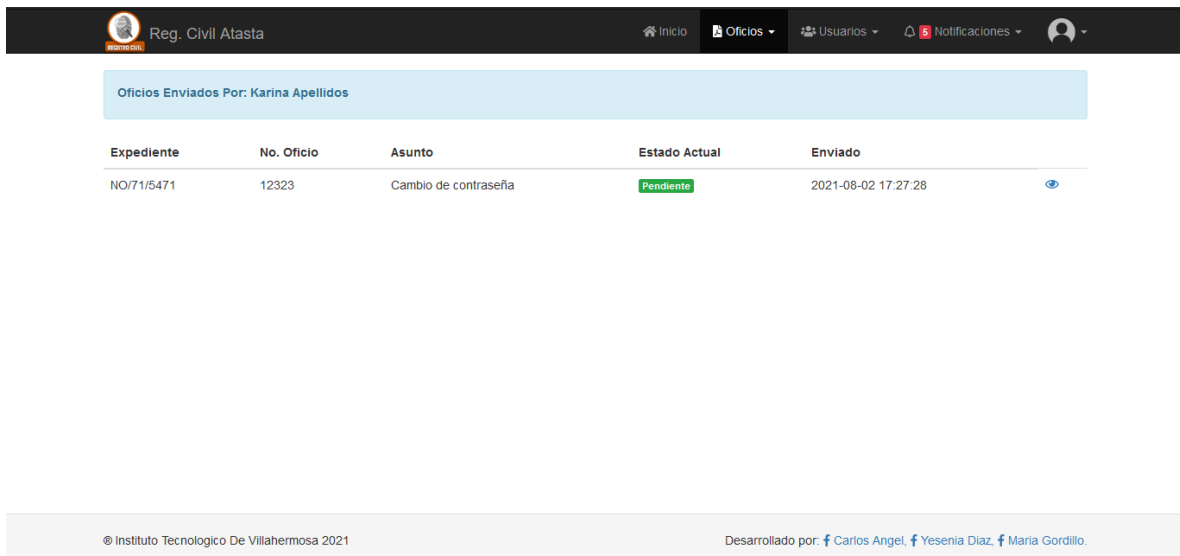 REGISTRO CIVIL
Reg. Civil Atasta Inicio Oficios Usuarios 5 Notificaciones
Oficios Enviados Por: Karina Apellidos
Expediente No. Oficio Asunto Estado Actual Enviado
NO/71/5471 12323 Cambio de contraseña Pendiente 2021-08-02 17:27:28
® Instituto Tecnologico De Villahermosa 2021 Desarrollado por: Carlos Angel, Yesenia Diaz, Maria Gordillo.